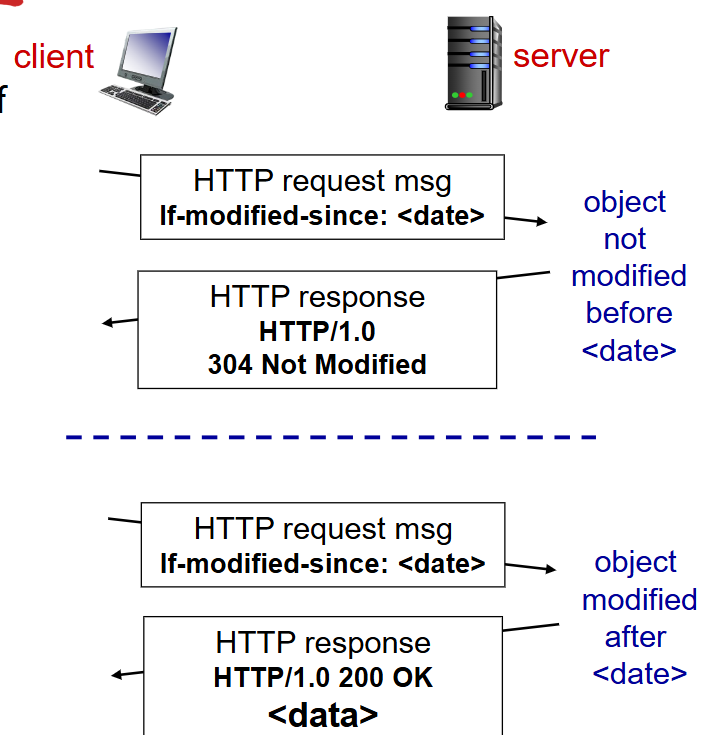 client
server
f
HTTP request msg
If-modified-since: <date>
object
not
modified
before
<date>
HTTP response
HTTP/1.0
304 Not Modified
HTTP request msg
If-modified-since: <date>
object
modified
after
<date>
HTTP response
HTTP/1.0 200 OK
<data>